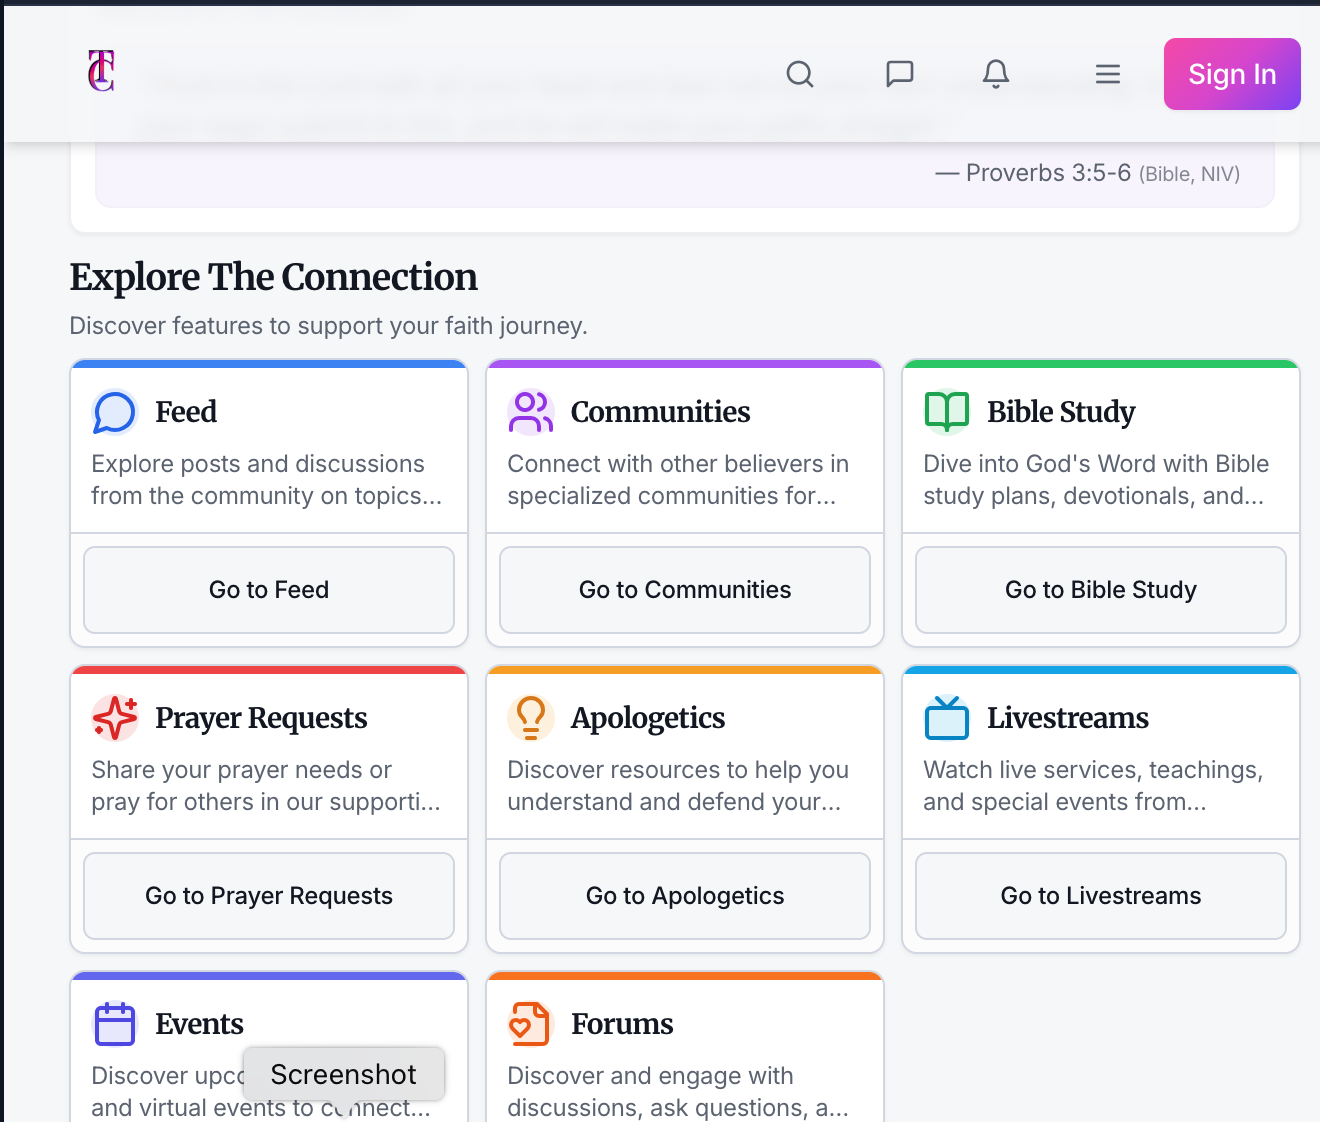 TC
Sign In
— Proverbs 3:5-6 (Bible, NIV)
Explore The Connection
Discover features to support your faith journey.
Feed
Explore posts and discussions
from the community on topics...
Go to Feed
Communities
Connect with other believers in
specialized communities for...
Go to Communities
Bible Study
Dive into God's Word with Bible
study plans, devotionals, and...
Go to Bible Study
Prayer Requests
Share your prayer needs or
pray for others in our supporti...
Go to Prayer Requests
Apologetics
Discover resources to help you
understand and defend your...
Go to Apologetics
Livestreams
Watch live services, teachings,
and special events from...
Go to Livestreams
Events
Discover
and virtual events to connect...
Screenshot
Forums
Discover and engage with
discussions, ask questions, a...